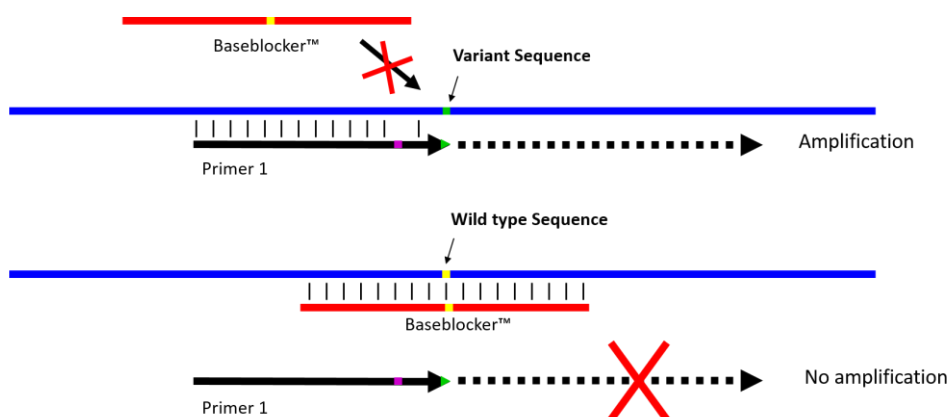 Baseblocker™
Variant Sequence
Amplification
Primer 1
Wild type Sequence
Baseblocker™
No amplification
Primer 1